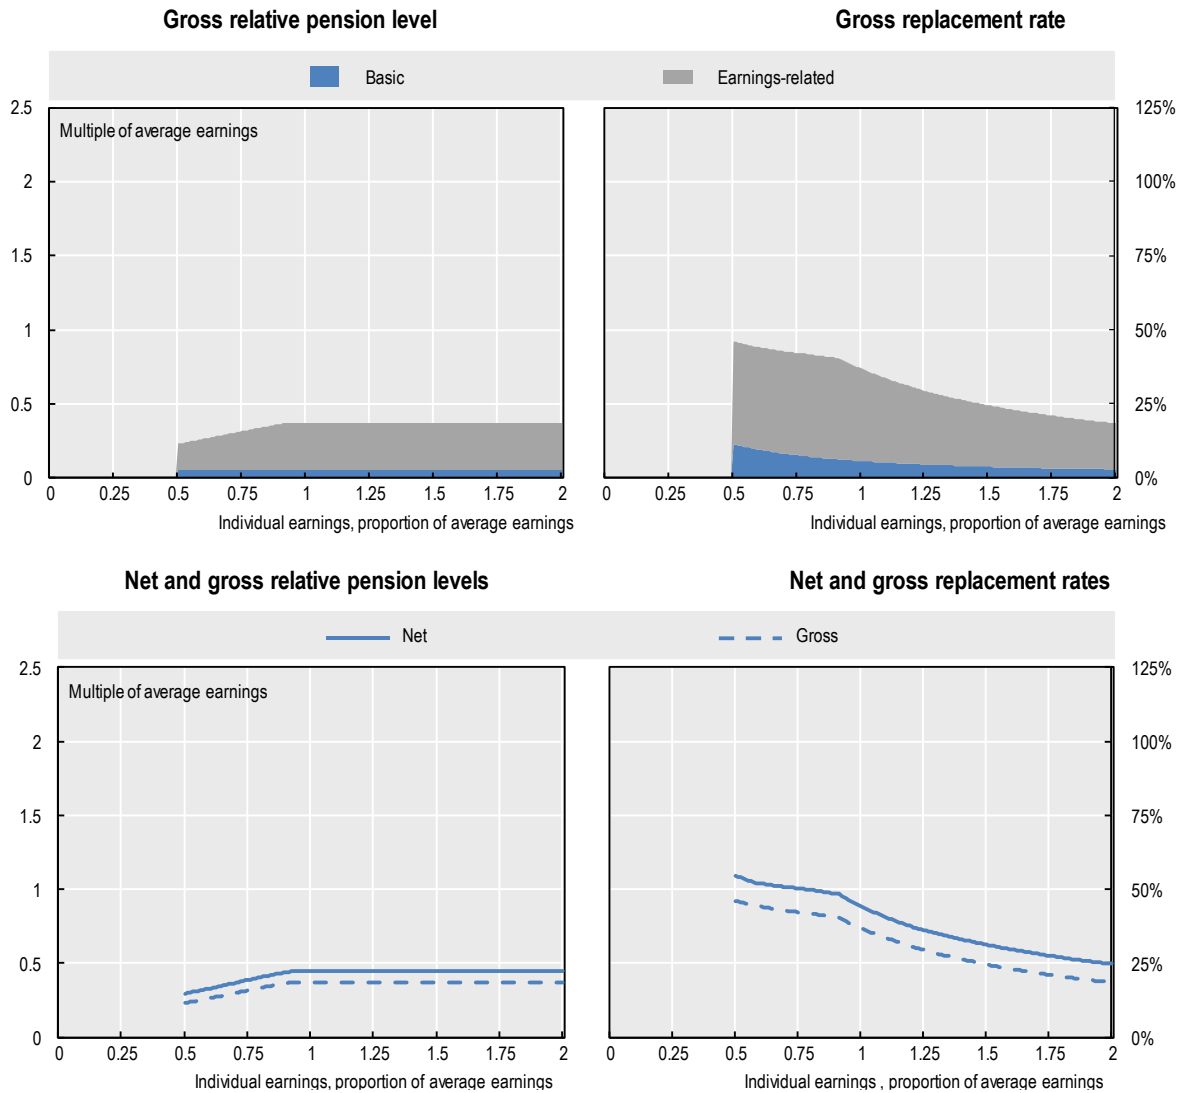 Gross relative pension level
Gross replacement rate
Basic
Earnings-related
2.5
2
1.5
1
0.5
0
Multiple of average earnings
0 0.25 0.5 0.75 1 1.25 1.5 1.75 2
Individual earnings, proportion of average earnings
125%
100%
75%
50%
25%
0%
0 0.25 0.5 0.75 1 1.25 1.5 1.75 2
Individual earnings, proportion of average earnings
Net and gross relative pension levels
Net and gross replacement rates
Net
Gross
2.5
2
1.5
1
0.5
0
Multiple of average earnings
0 0.25 0.5 0.75 1 1.25 1.5 1.75 2
Individual earnings, proportion of average earnings
125%
100%
75%
50%
25%
0%
0 0.25 0.5 0.75 1 1.25 1.5 1.75 2
Individual earnings , proportion of average earnings